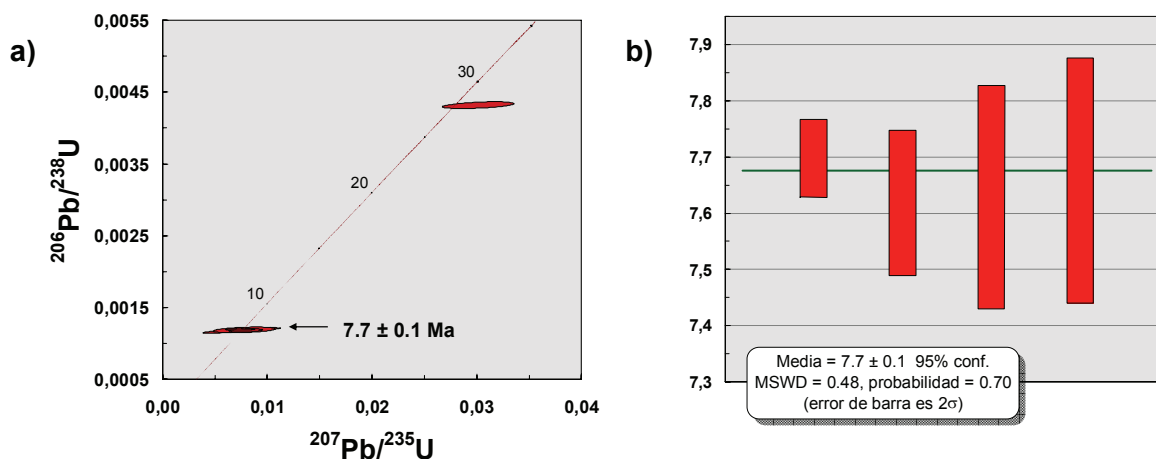 a)
0,0055
0,0045
0,0035
0,0025
0,0015
0,0005
206Pb/238U
30
20
10
7.7 ± 0.1 Ma
0,00
0,01
0,02
0,03
0,04
207Pb/235U
b)
7,9
7,8
7,7
7,6
7,5
7,4
7,3
Media = 7.7 ± 0.1 95% conf.
MSWD = 0.48, probabilidad = 0.70
(error de barra es 2σ)